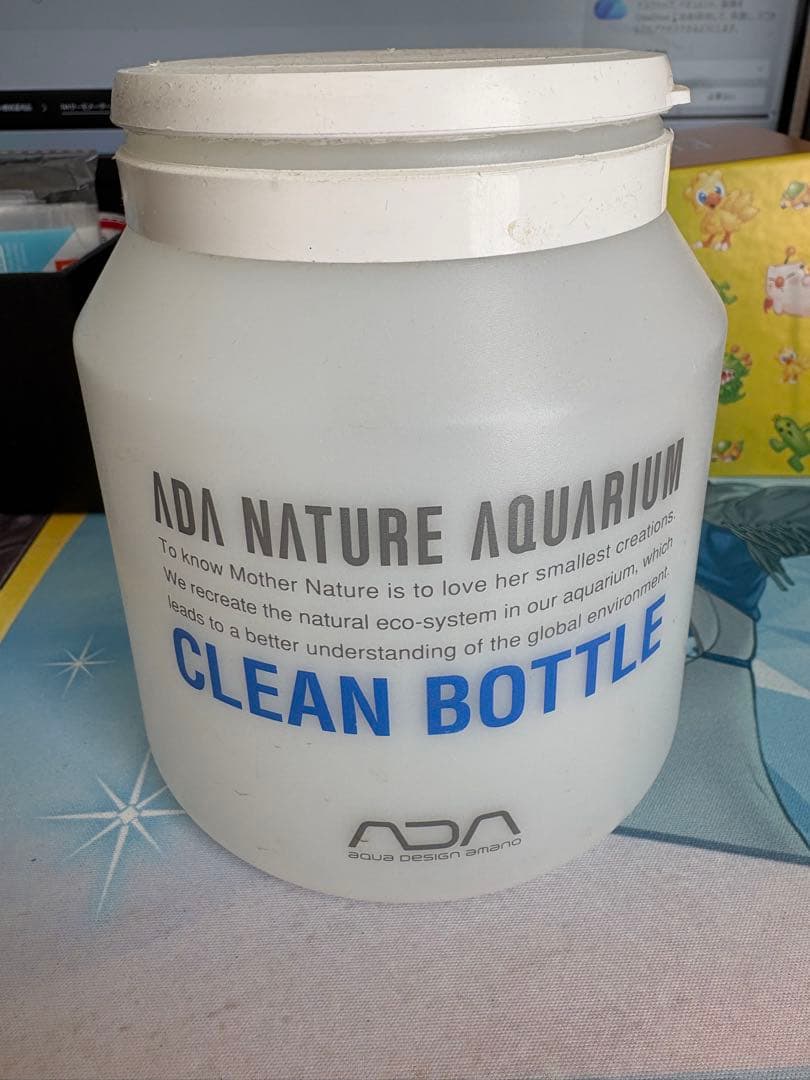 ADA NATURE AQUARIUM
To know Mother Nature is to love her smallest creations.
We recreate the natural eco-system in our aquarium, which
leads to a better understanding of the global environment.
CLEAN BOTTLE
ADA
aqua design amano